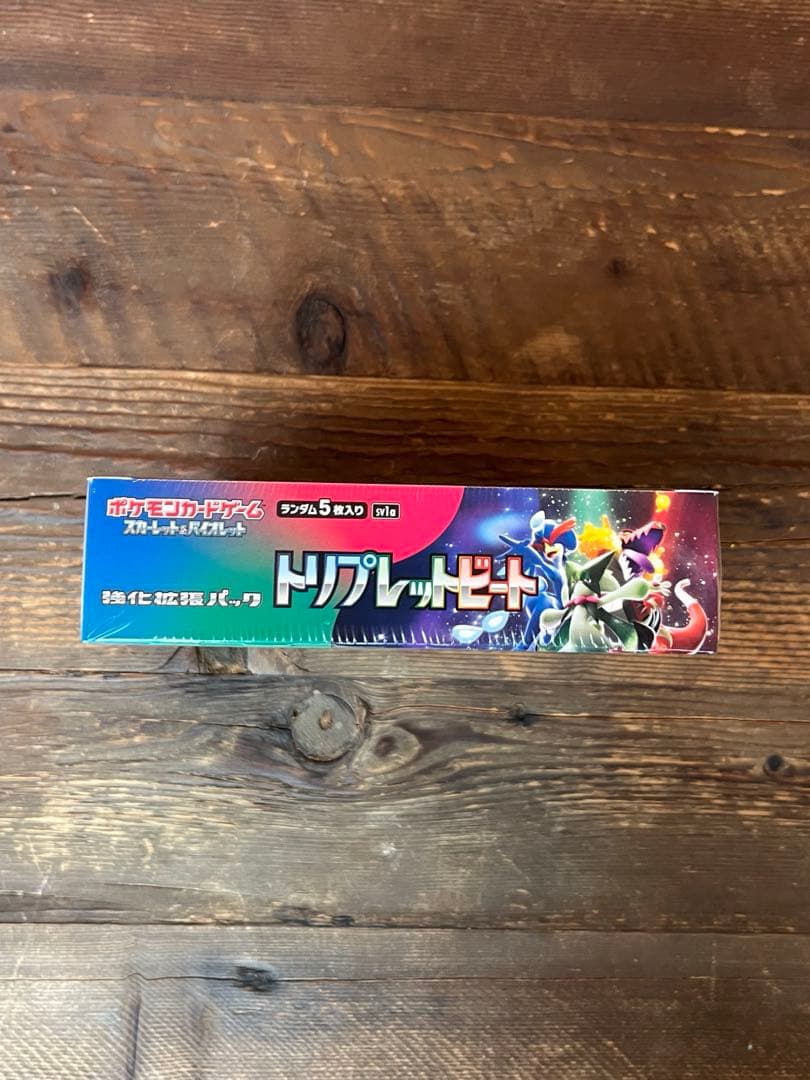 ポケモンカードゲーム
スカーレット&バイオレット
ランダム5枚入り sv1a
強化拡張パック
トリプレットビート